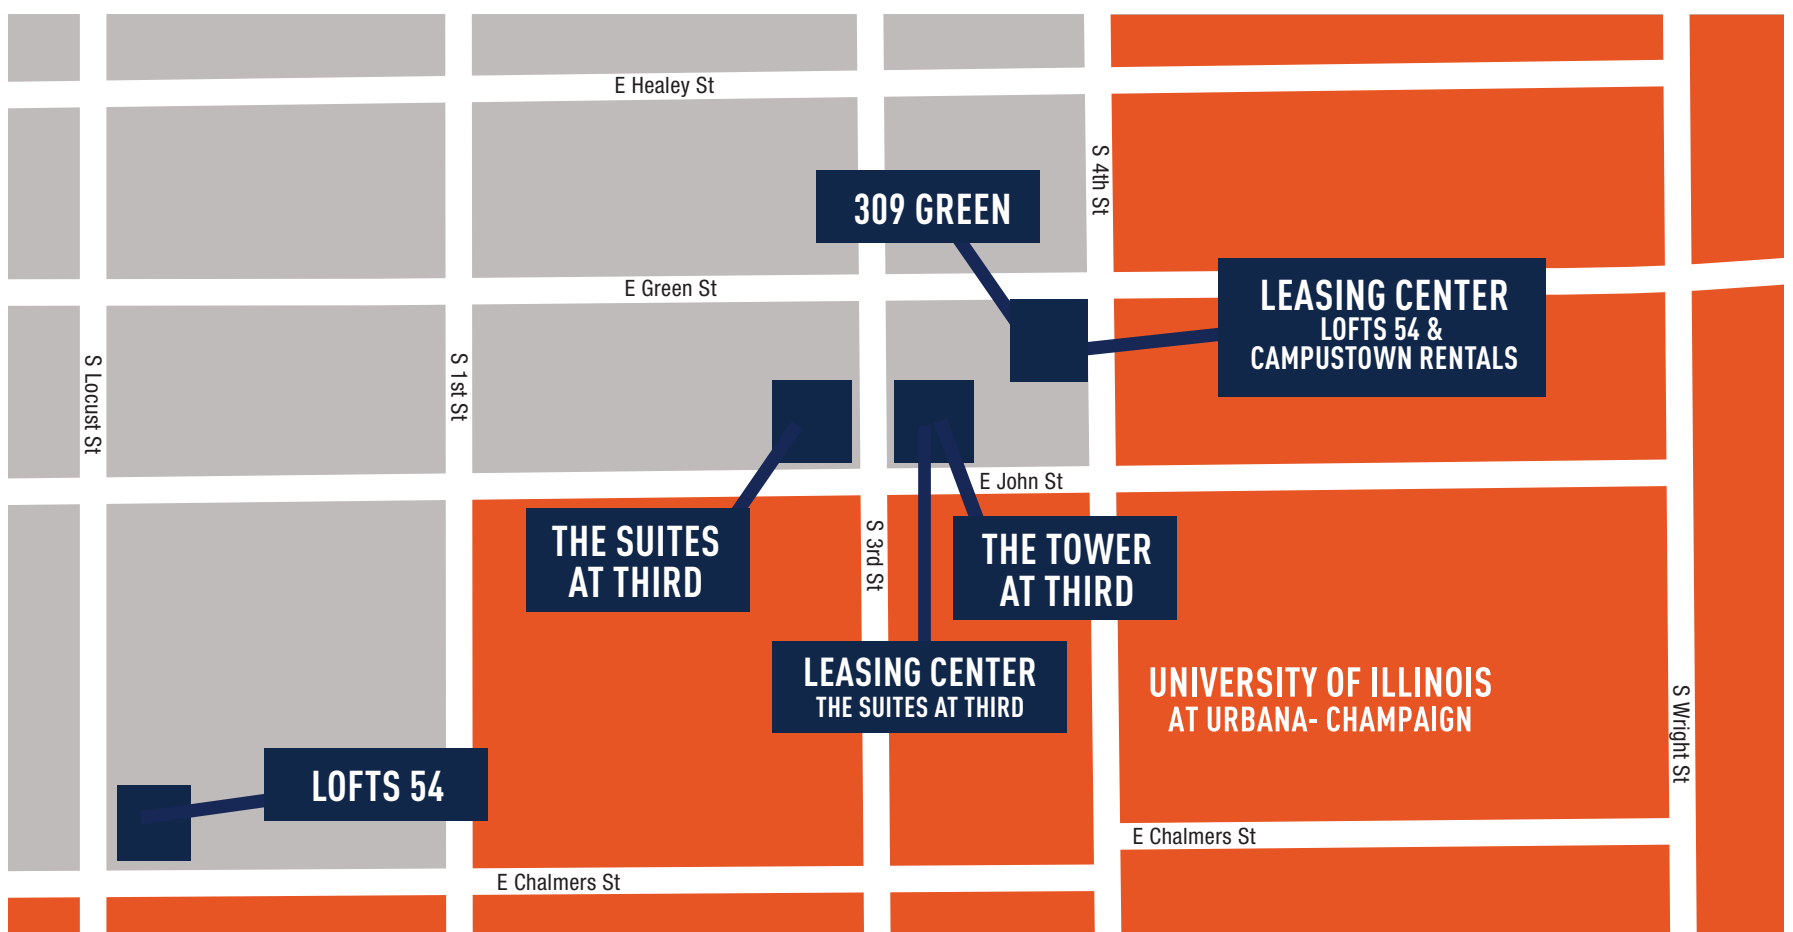 E Healey St
S 4th St
309 GREEN
E Green St
LEASING CENTER
LOFTS 54 &
CAMPUSTOWN RENTALS
S Locust St
S 1st St
E John St
THE SUITES
AT THIRD
S 3rd St
THE TOWER
AT THIRD
LEASING CENTER
THE SUITES AT THIRD
UNIVERSITY OF ILLINOIS
AT URBANA- CHAMPAIGN
S Wright St
LOFTS 54
E Chalmers St
E Chalmers St